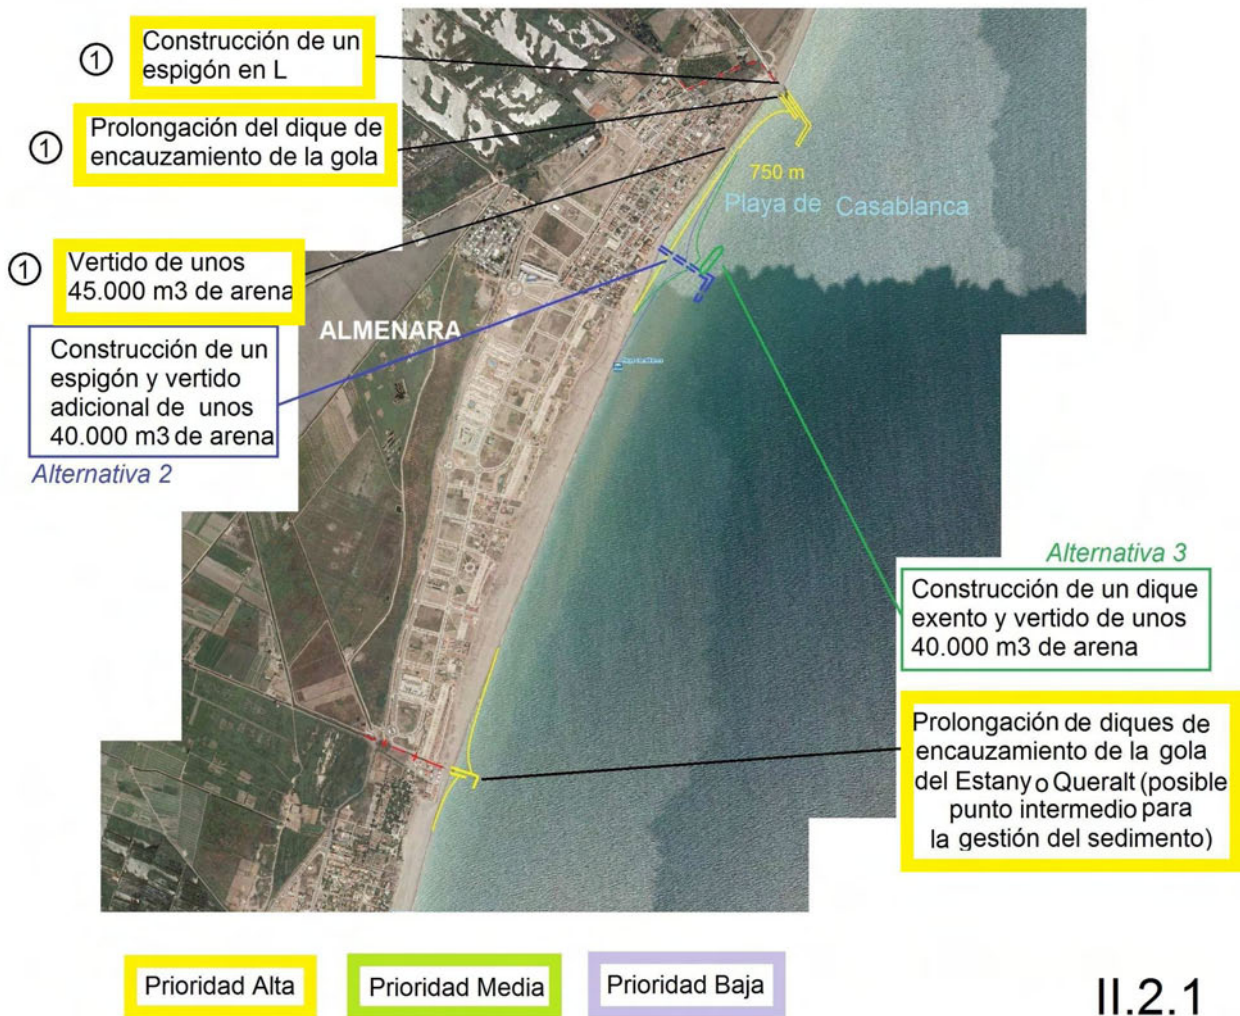 1
Construcción de un
espigón en L
1
Prolongación del dique de
encauzamiento de la gola
750 m
Playa de Casablanca
1
Vertido de unos
45.000 m3 de arena
ALMENARA
Construcción de un
espigón y vertido
adicional de unos
40.000 m3 de arena
Alternativa 2
Alternativa 3
Construcción de un dique
exento y vertido de unos
40.000 m3 de arena
Prolongación de diques de
encauzamiento de la gola
del Estany o Queralt (posible
punto intermedio para
la gestión del sedimento)
Prioridad Alta
Prioridad Media
Prioridad Baja
II.2.1